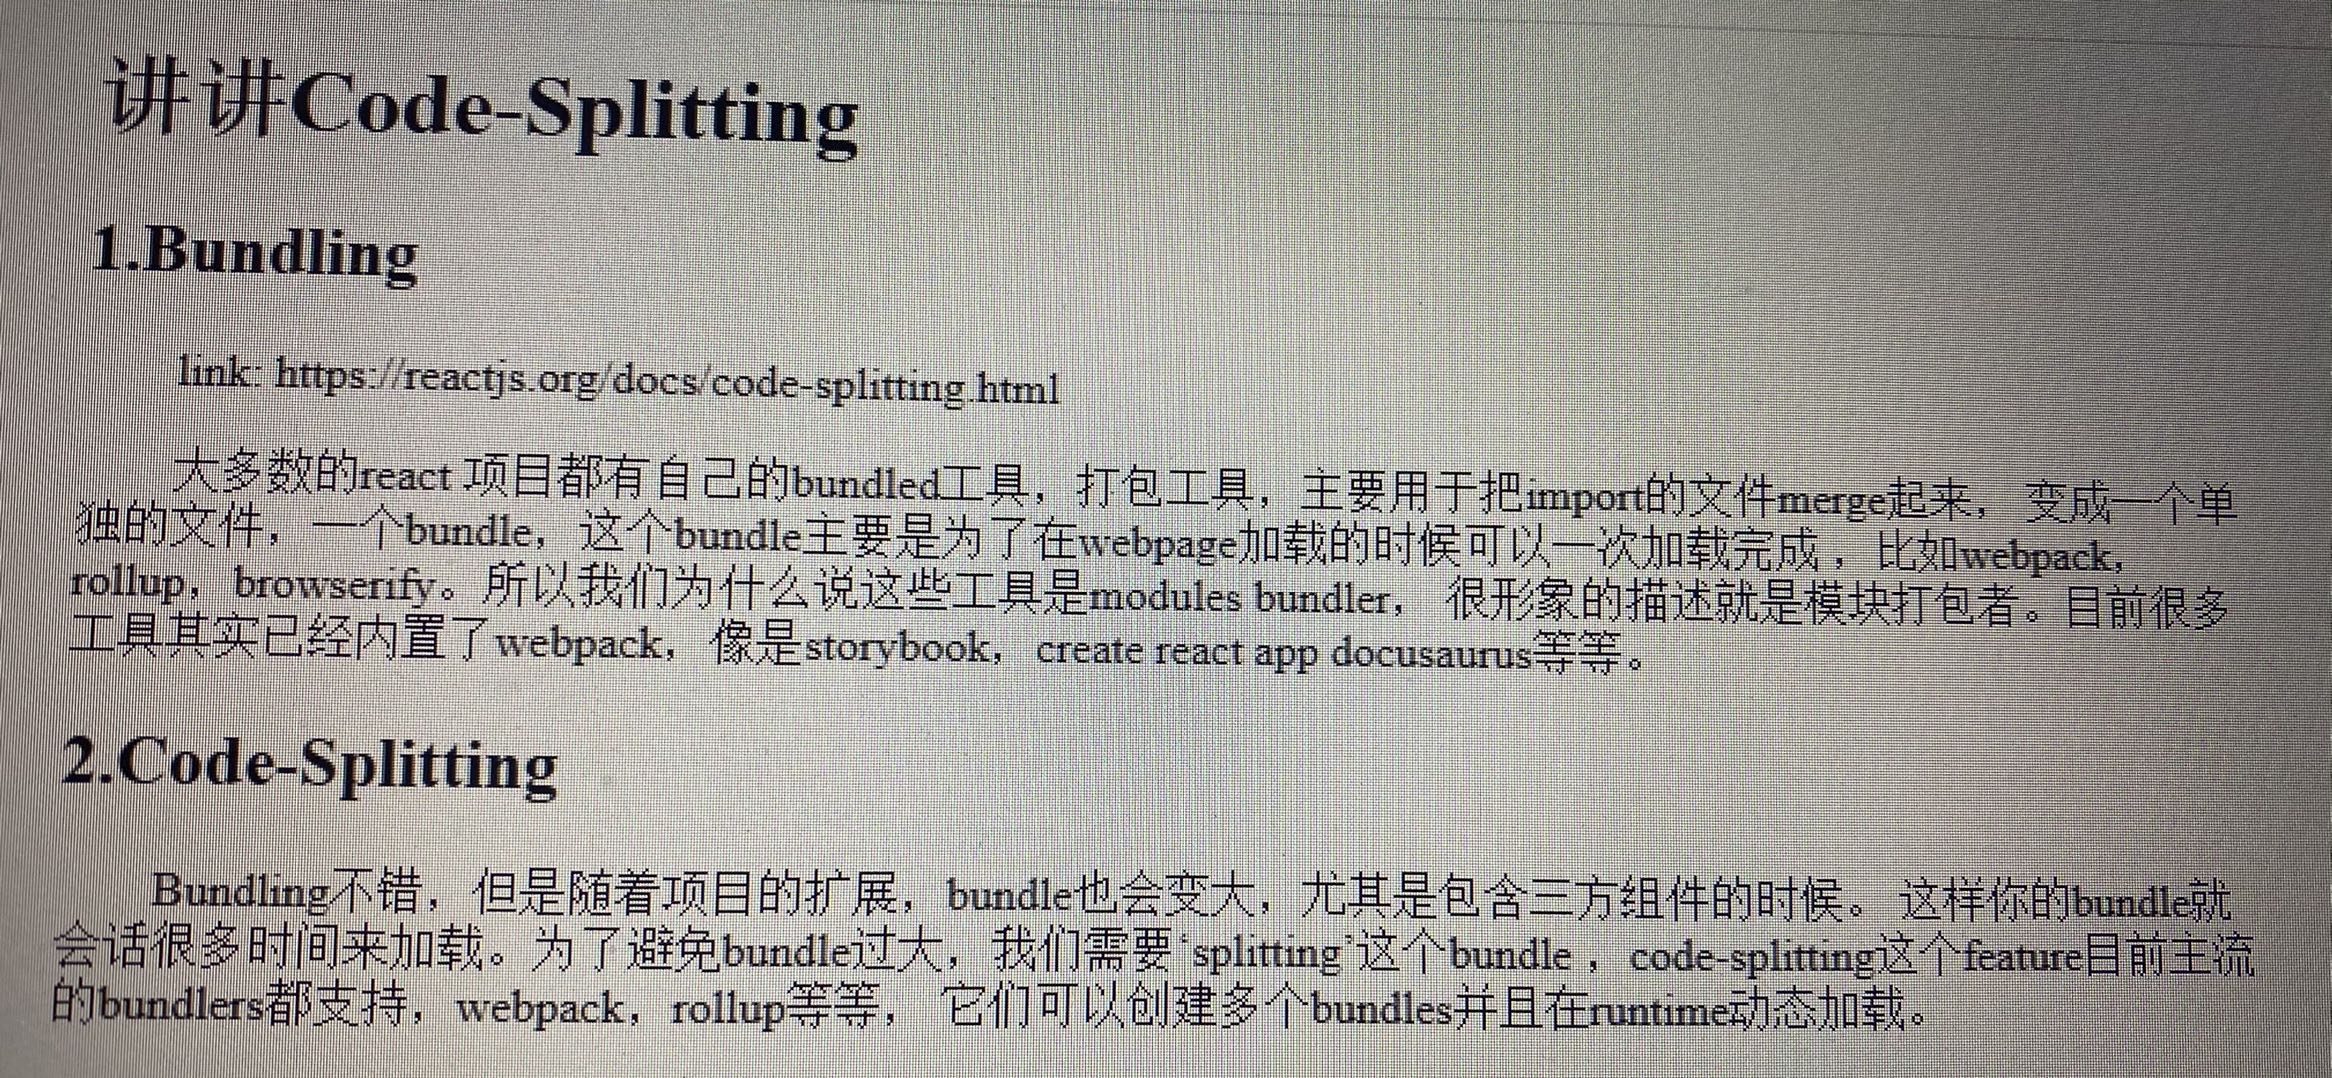 讲讲Code-Splitting
1.Bundling
link: https://reactjs.org/docs/code-splitting.html
大多数的react 项目都有自己的bundled工具，打包工具，主要用于把import的文件merge起来，变成一个单
独的文件，一个bundle，这个bundle主要是为了在webpage加载的时候可以一次加载完成 ，比如webpack，
rollup，browserify。所以我们为什么说这些工具是modules bundler， 很形象的描述就是模块打包者。目前很多
工具其实已经内置了webpack，像是storybook，create react app docusaurus等等。
2.Code-Splitting
Bundling不错，但是随着项目的扩展，bundle也会变大，尤其是包含三方组件的时候。 这样你的bundle就
会话很多时间来加载。为了避免bundle过大，我们需要‘splitting’这个bundle ，code-splitting这个feature目前主流
的bundlers都支持，webpack，rollup等等， 它们可以创建多个bundles并且在runtime动态加载。